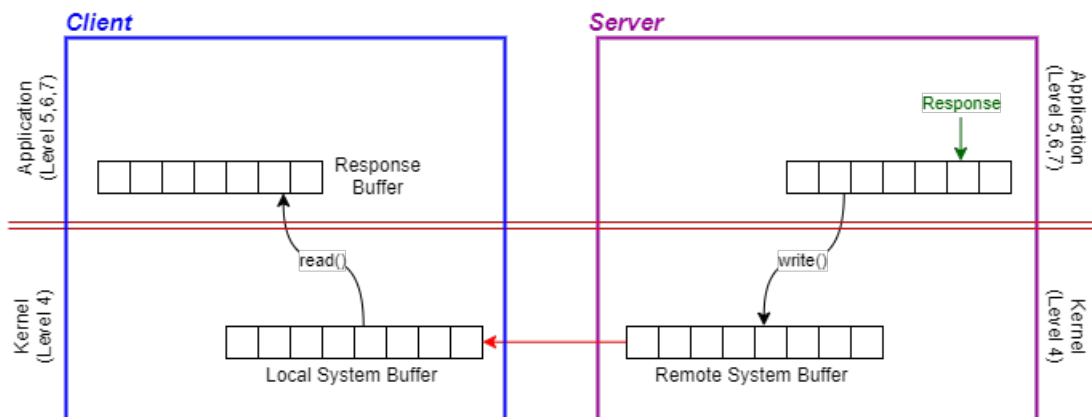 Client
Server
Application
(Level 5,6,7)
Application
(Level 5,6,7)
Response
Response
Buffer
read()
write()
Kernel
(Level 4)
Kernel
(Level 4)
Local System Buffer
Remote System Buffer